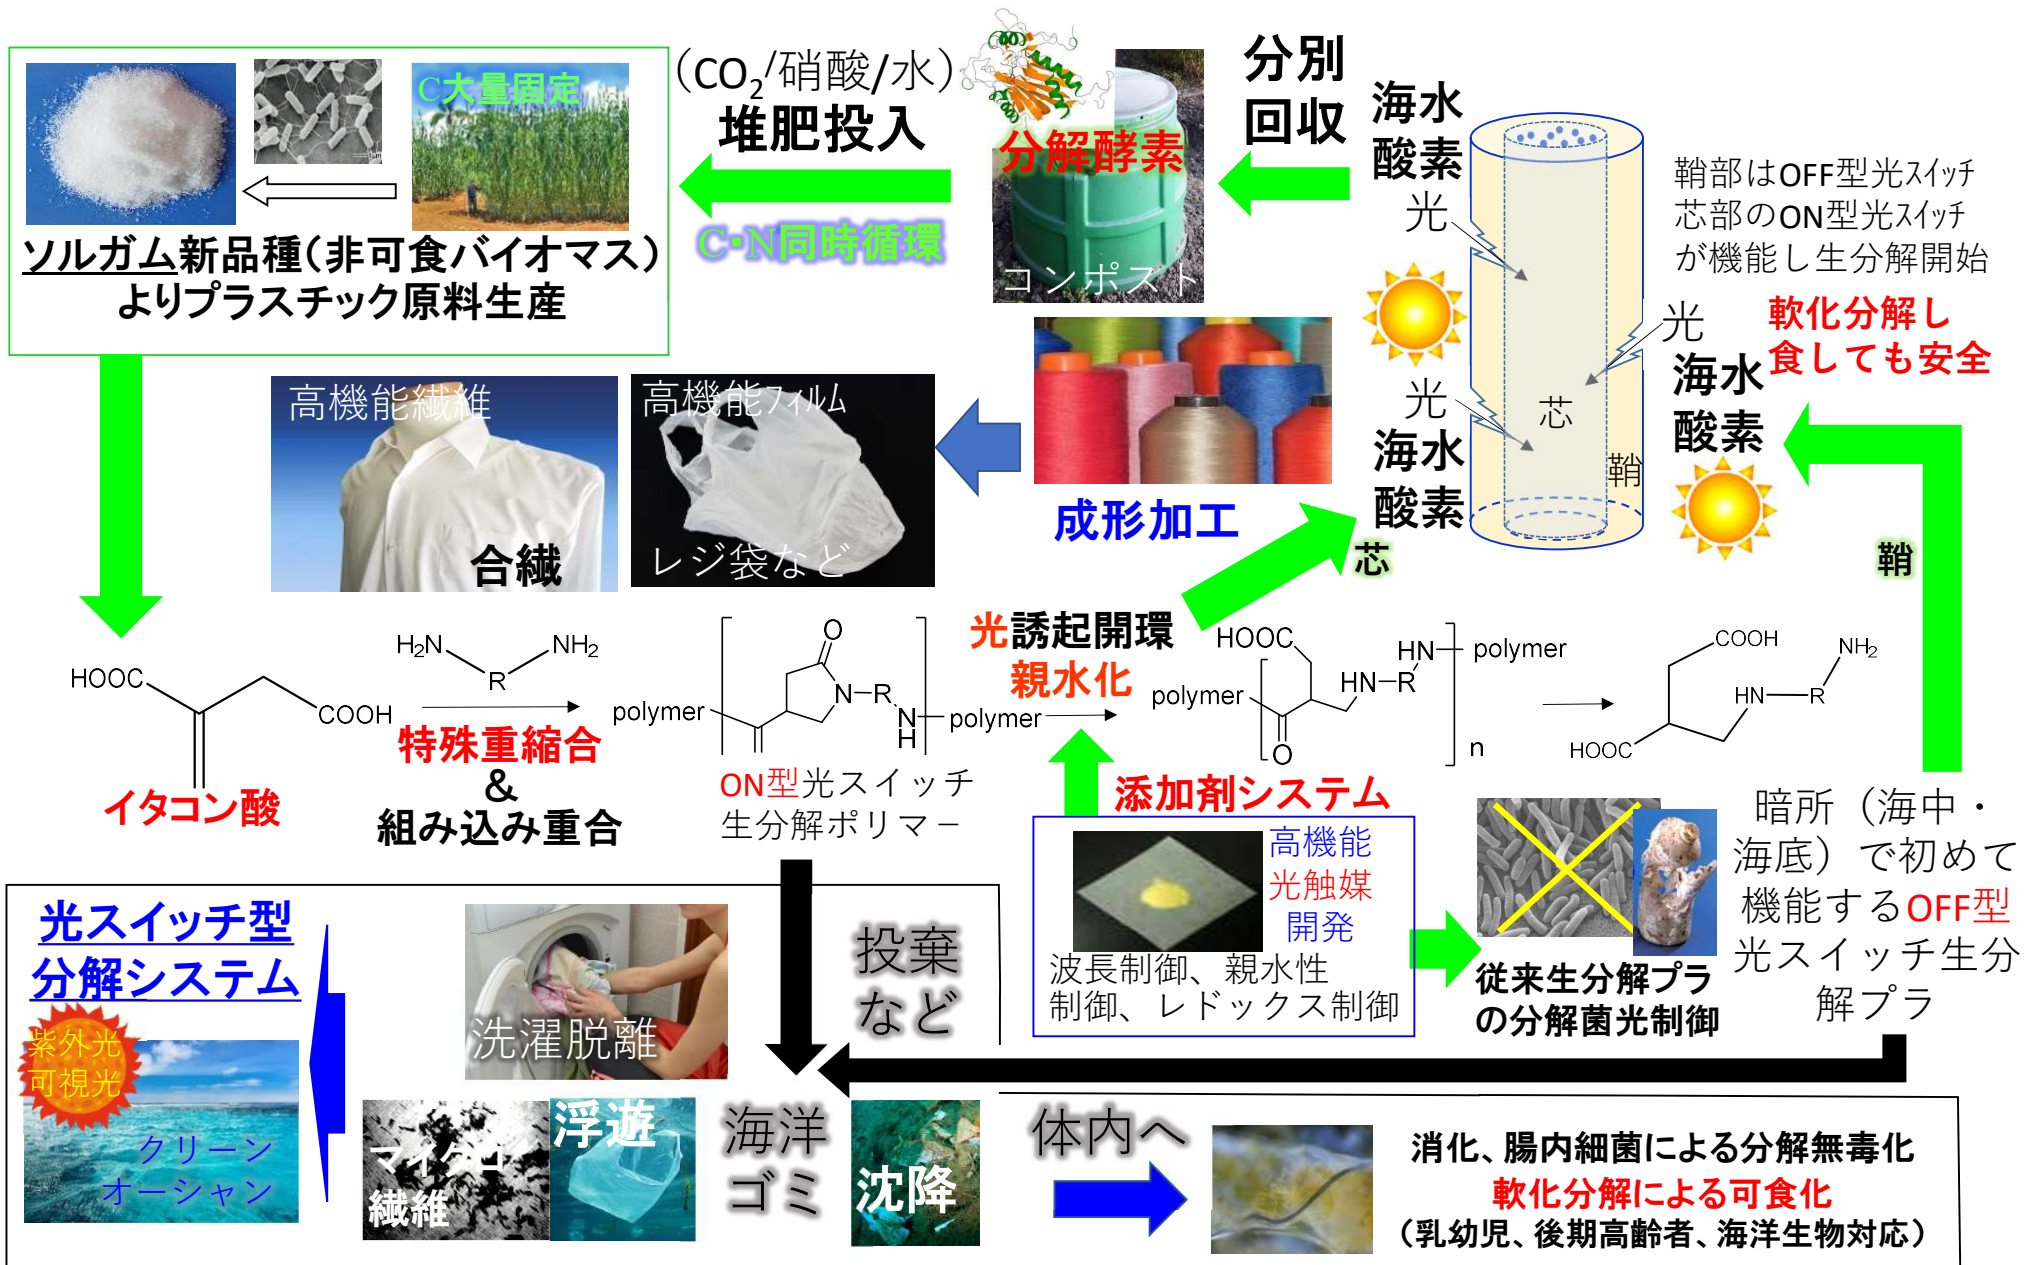 C大量固定
ソルガム新品種（非可食バイオマス）
よりプラスチック原料生産
（CO2/硝酸/水）
堆肥投入
C・N同時循環
分解酵素
コンポスト
分別
回収
海水
酸素
光
鞘部はOFF型光スイッチ
芯部のON型光スイッチ
が機能し生分解開始
光
軟化分解し
食しても安全
海水
酸素
光
海水
酸素
芯
鞘
芯
鞘
高機能繊維
合繊
高機能フィルム
レジ袋など
成形加工
HOOC
COOH
イタコン酸
H2N
NH2
R
特殊重縮合
&
組み込み重合
O
N
R
N
H
polymer
polymer
ON型光スイッチ
生分解ポリマー
光誘起開環
親水化
HOOC
HN
polymer
HN
R
polymer
O
n
COOH
NH2
HN
R
HOOC
添加剤システム
高機能
光触媒
開発
波長制御、親水性
制御、レドックス制御
従来生分解プラ
の分解菌光制御
暗所（海中・
海底）で初めて
機能するOFF型
光スイッチ生分
解プラ
光スイッチ型
分解システム
紫外光
可視光
クリーン
オーシャン
洗濯脱離
投棄
など
マイクロ
繊維
浮遊
海洋
ゴミ
沈降
体内へ
消化、腸内細菌による分解無毒化
軟化分解による可食化
（乳幼児、後期高齢者、海洋生物対応）